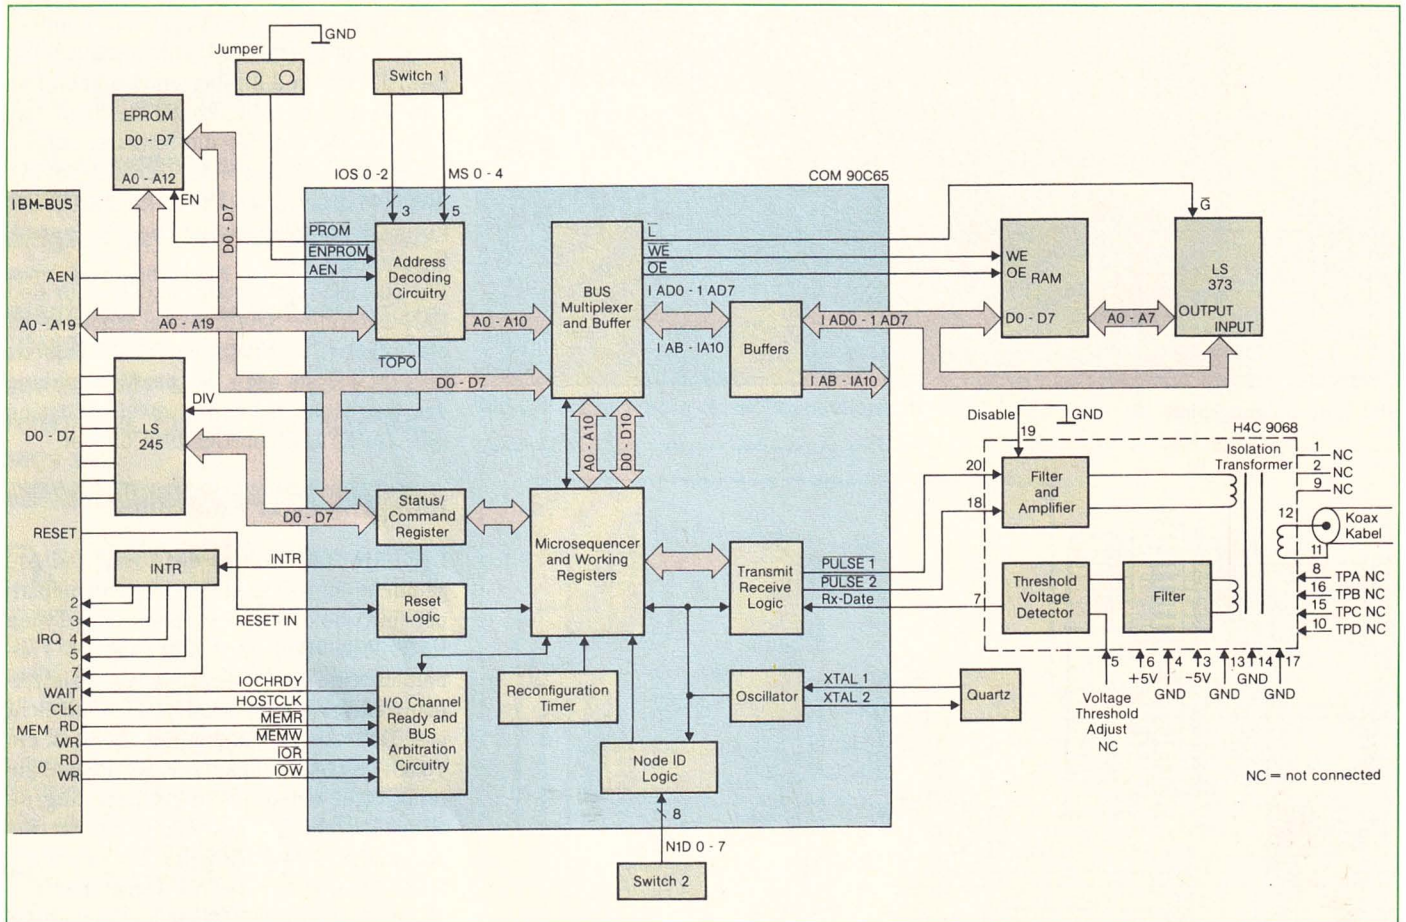 GND
Jumper
Switch 1
EPROM
D0 - D7
A0 - A12
EN
IOS 0 - 2
MS 0 - 4
3
5
COM 90C65
IBM-BUS
AEN
A0 - A19
D0 - D7
RESET
2
3
IRQ 4
5
7
WAIT
CLK
MEM RD
WR
RD
0
WR
D0 - D7
A0 - A19
PROM
ENPROM
AEN
Address
Decoding
Circuitry
TOPO
A0 - A10
D0 - D7
DIV
LS
245
D0 - D7
INTR
INTR
RESET IN
IOCHRDY
HOSTCLK
MEMR
MEMW
IOR
IOW
BUS
Multiplexer
and Buffer
L
WE
OE
I AD0 - 1 AD7
I AB - IA10
Buffers
I AD0 - 1 AD7
I AB - IA10
G
WE
OE
RAM
D0 - D7
A0 - A7
LS
373
OUTPUT
INPUT
A0 - A10
D0 - D10
Status/
Command
Register
Microsequencer
and Working
Registers
Reset
Logic
Transmit
Receive
Logic
PULSE 1
PULSE 2
Rx-Date
I/O Channel
Ready and
BUS
Arbitration
Circuitry
Reconfiguration
Timer
Oscillator
XTAL 1
XTAL 2
Quartz
Node ID
Logic
8
N1D 0 - 7
Switch 2
Disable
GND
19
H4C 9068
Isolation
Transformer
20
18
7
Filter
and
Amplifier
Threshold
Voltage
Detector
Filter
1 NC
2 NC
9 NC
12
11
Koax
Kabel
8 TPA NC
16 TPB NC
15 TPC NC
10 TPD NC
5
6
4
3
13
14
17
+5V
GND
-5V
GND
GND
GND
Voltage
Threshold
Adjust
NC
NC = not connected